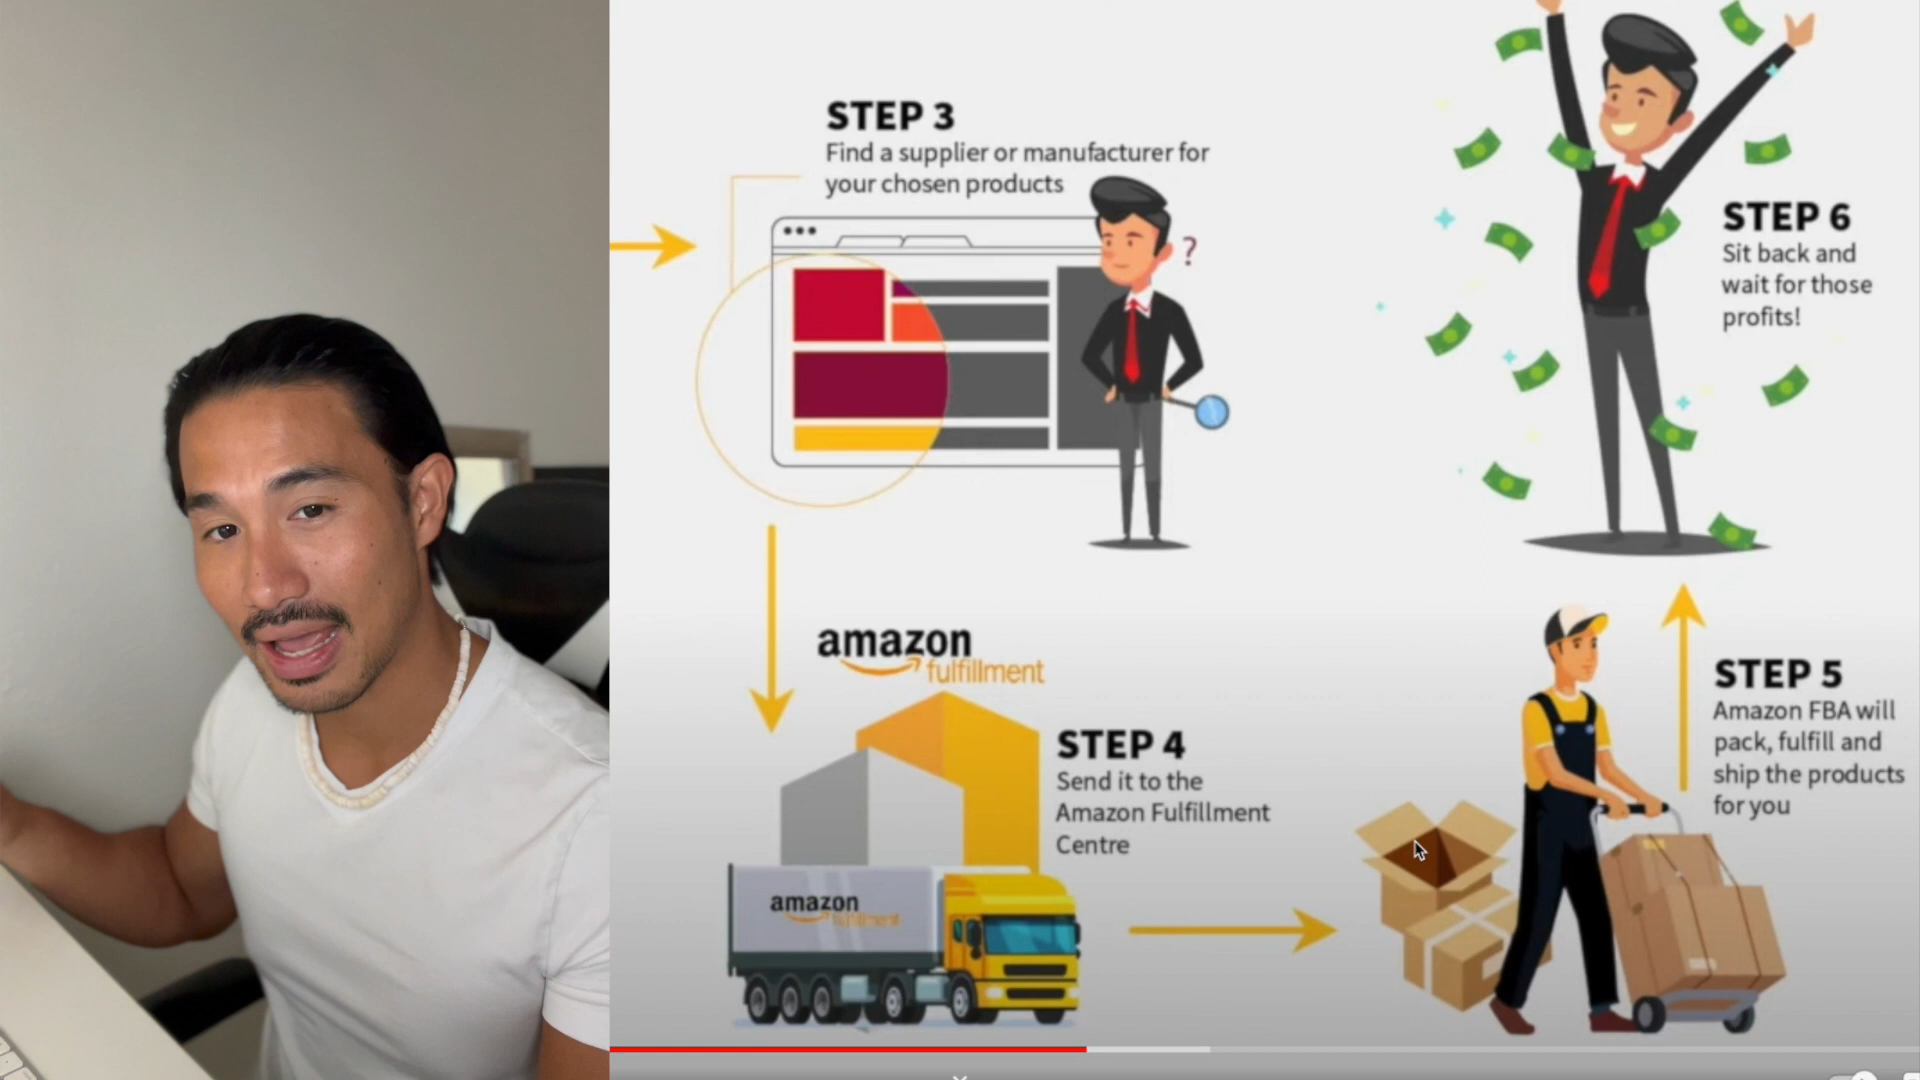 STEP 3
Find a supplier or manufacturer for
your chosen products
?
amazon
fulfillment
STEP 4
Send it to the
Amazon Fulfillment
Centre
amazon
fulfillment
STEP 5
Amazon FBA will
pack, fulfill and
ship the products
for you
STEP 6
Sit back and
wait for those
profits!